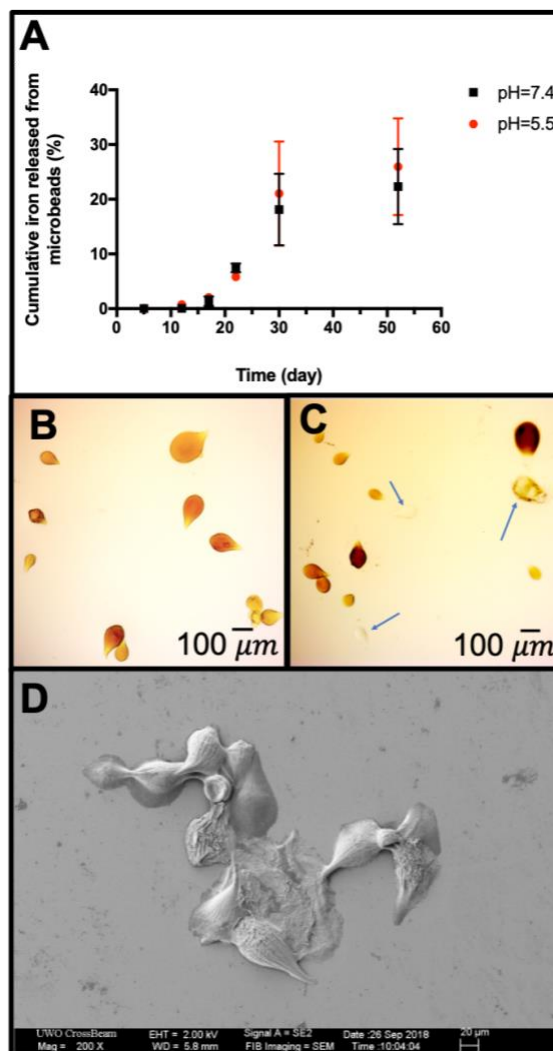 A
Cumulative iron released from
microbeads (%)
40
30
20
10
0
0 10 20 30 40 50 60
Time (day)
pH=7.4
pH=5.5
B
100 μm
C
100 μm
D
UWO CrossBeam EHT = 2.00 kV Signal A = SE2 Date :26 Sep 2018 20 μm
Mag = 200 X WD = 5.8 mm FIB Imaging = SEM Time :10:04:04